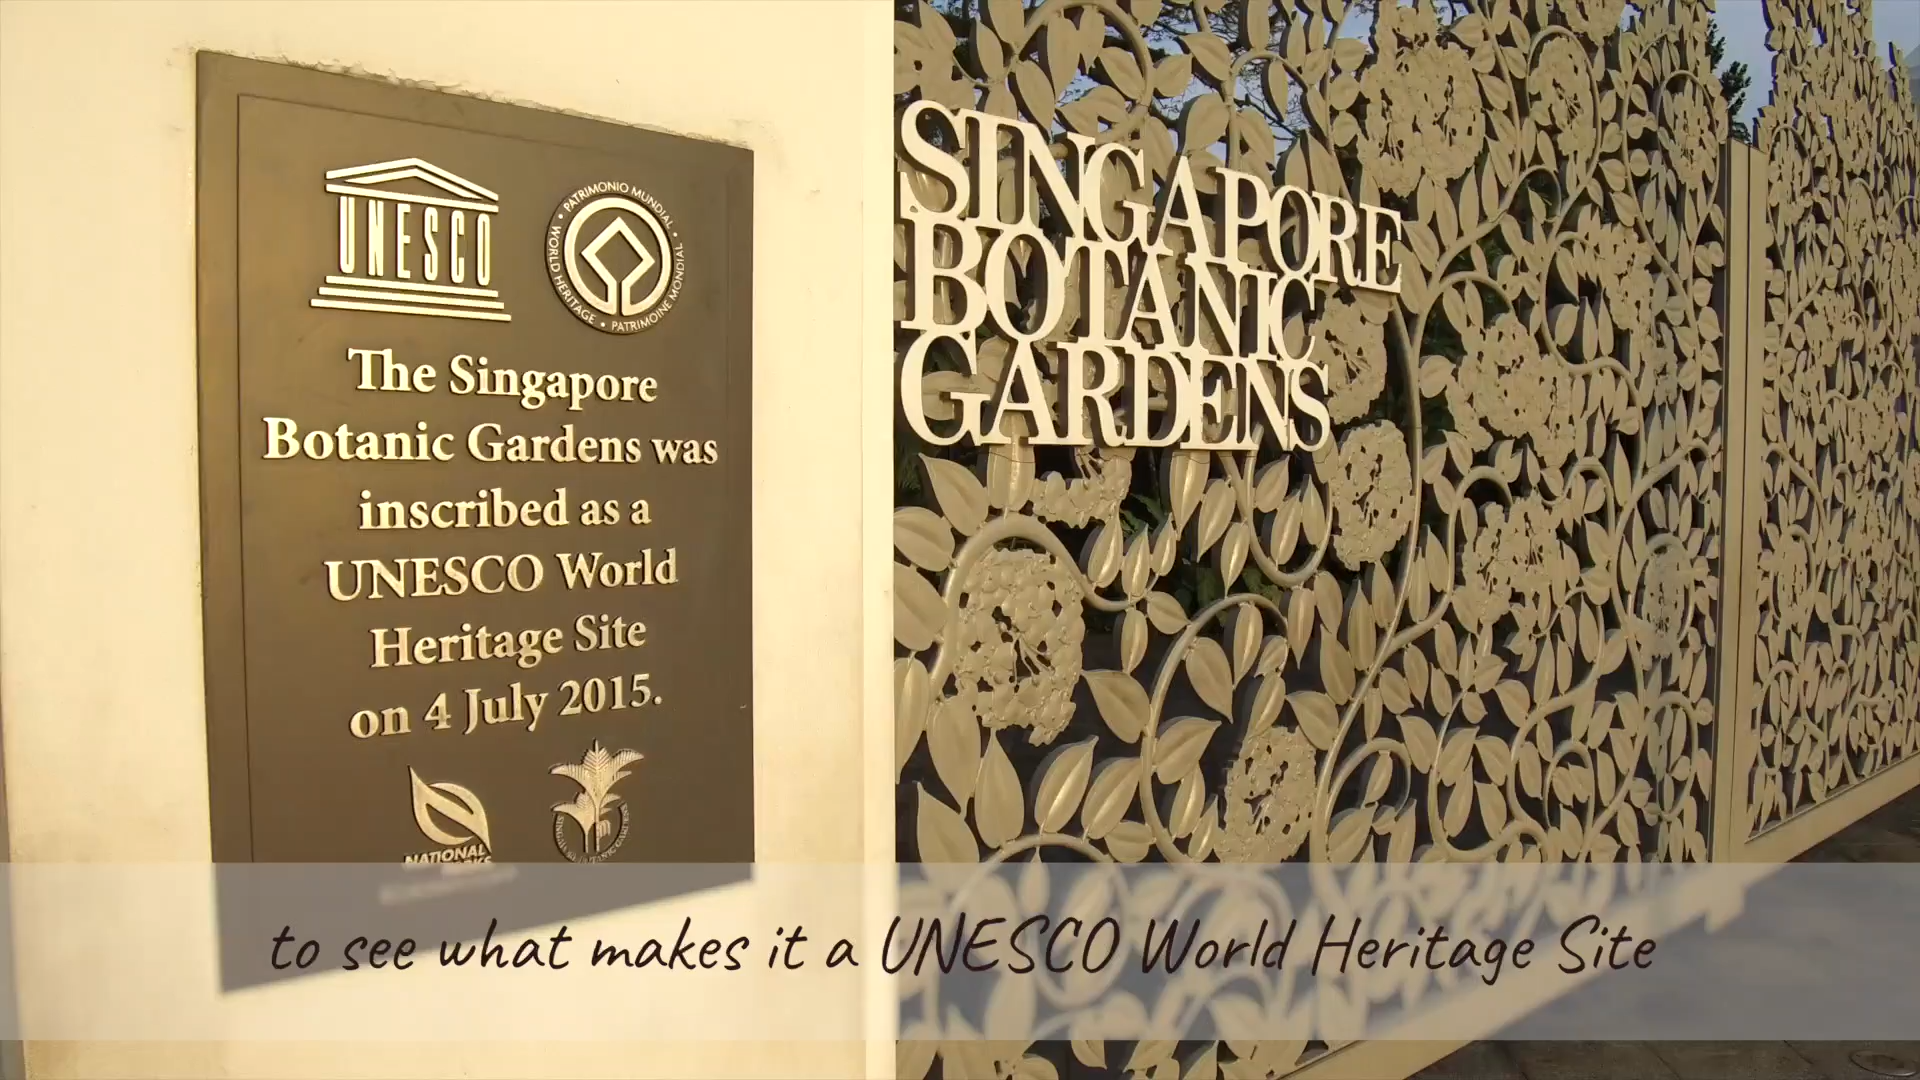 UNESCO
PATRIMONIO MUNDIAL • WORLD HERITAGE • PATRIMOINE MONDIAL •
The Singapore
Botanic Gardens was
inscribed as a
UNESCO World
Heritage Site
on 4 July 2015.
NATIONAL
SINGAPORE
BOTANIC
GARDENS
to see what makes it a UNESCO World Heritage Site